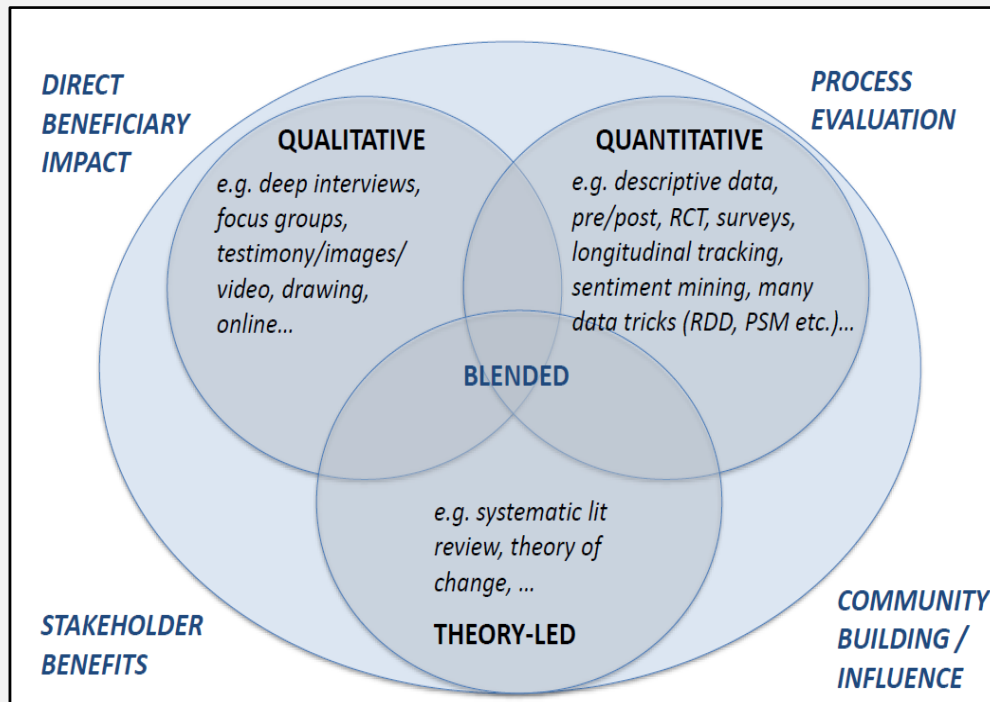 DIRECT
BENEFICIARY
IMPACT
PROCESS
EVALUATION
QUALITATIVE
e.g. deep interviews,
focus groups,
testimony/images/
video, drawing,
online...
QUANTITATIVE
e.g. descriptive data,
pre/post, RCT, surveys,
longitudinal tracking,
sentiment mining, many
data tricks (RDD, PSM etc.)...
BLENDED
e.g. systematic lit
review, theory of
change, ...
THEORY-LED
STAKEHOLDER
BENEFITS
COMMUNITY
BUILDING /
INFLUENCE